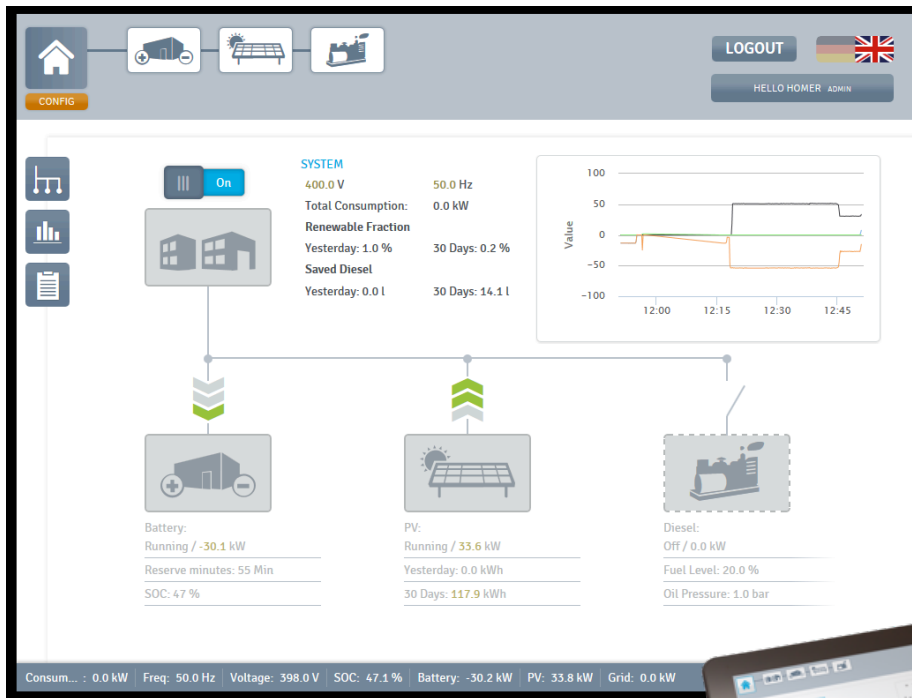 LOGOUT
CONFIG
HELLO HOMER ADMIN
On
SYSTEM
400.0 V 50.0 Hz
Total Consumption: 0.0 kW
Renewable Fraction
Yesterday: 1.0 % 30 Days: 0.2 %
Saved Diesel
Yesterday: 0.0 l 30 Days: 14.1 l
100
50
0
-50
-100
Value
12:00 12:15 12:30 12:45
Battery:
Running / -30.1 kW
Reserve minutes: 55 Min
SOC: 47 %
PV:
Running / 33.6 kW
Yesterday: 0.0 kWh
30 Days: 117.9 kWh
Diesel:
Off / 0.0 kW
Fuel Level: 20.0 %
Oil Pressure: 1.0 bar
Consum... : 0.0 kW Freq: 50.0 Hz Voltage: 398.0 V SOC: 47.1 % Battery: -30.2 kW PV: 33.8 kW Grid: 0.0 kW